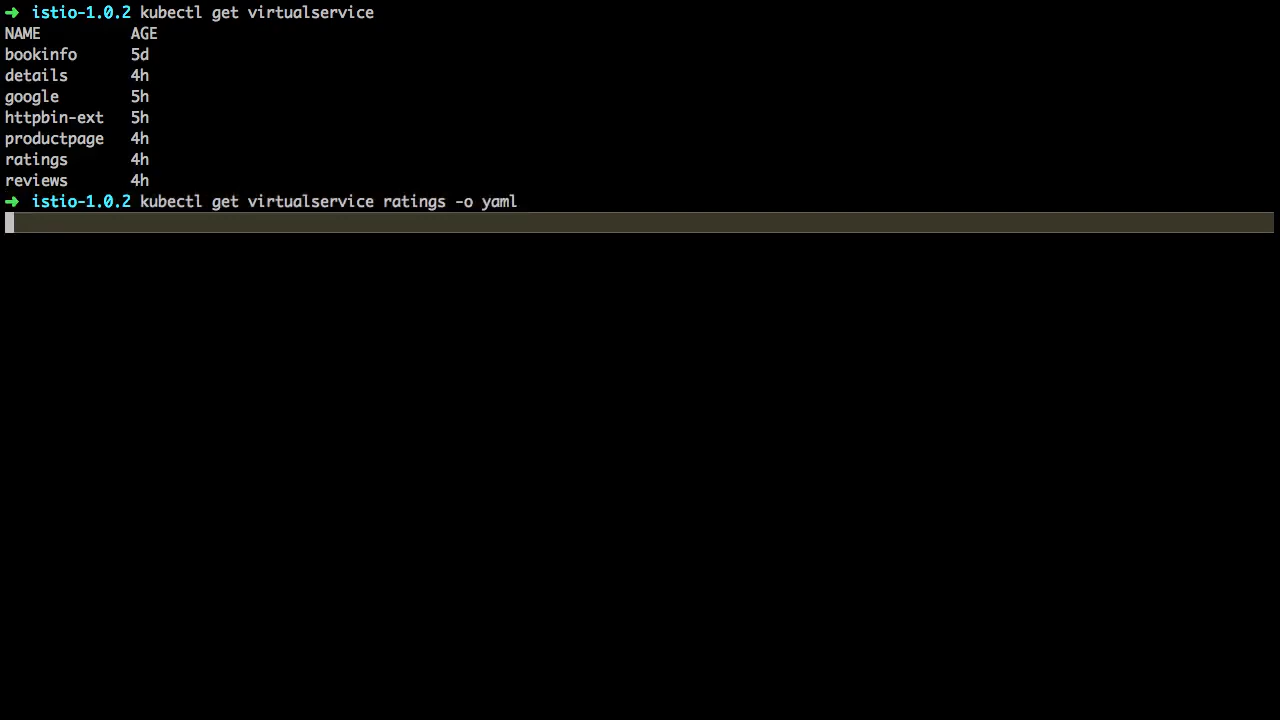 ➜ istio-1.0.2 kubectl get virtualservice
NAME AGE
bookinfo 5d
details 4h
google 5h
httpbin-ext 5h
productpage 4h
ratings 4h
reviews 4h
➜ istio-1.0.2 kubectl get virtualservice ratings -o yaml